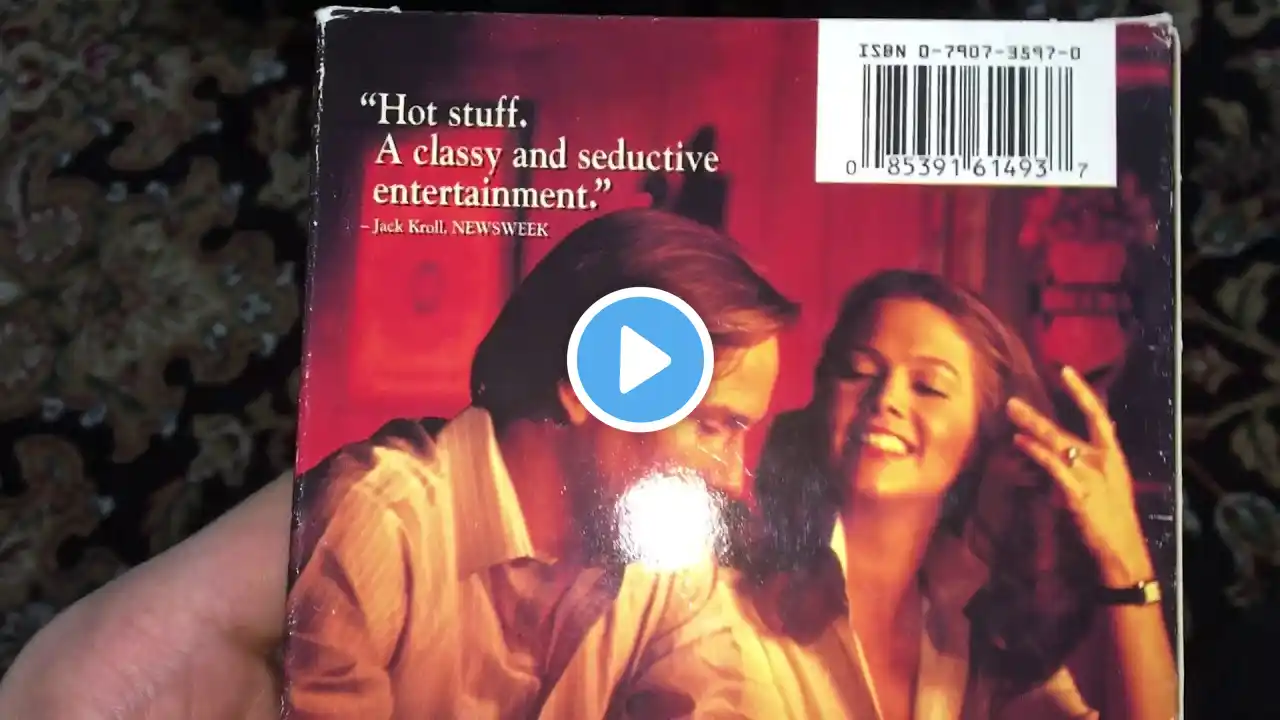 “Hot stuff.
A classy and seductive
entertainment.”
– Jack Kroll, NEWSWEEK
ISBN 0-7907-3597-0
0 85391 61493 7